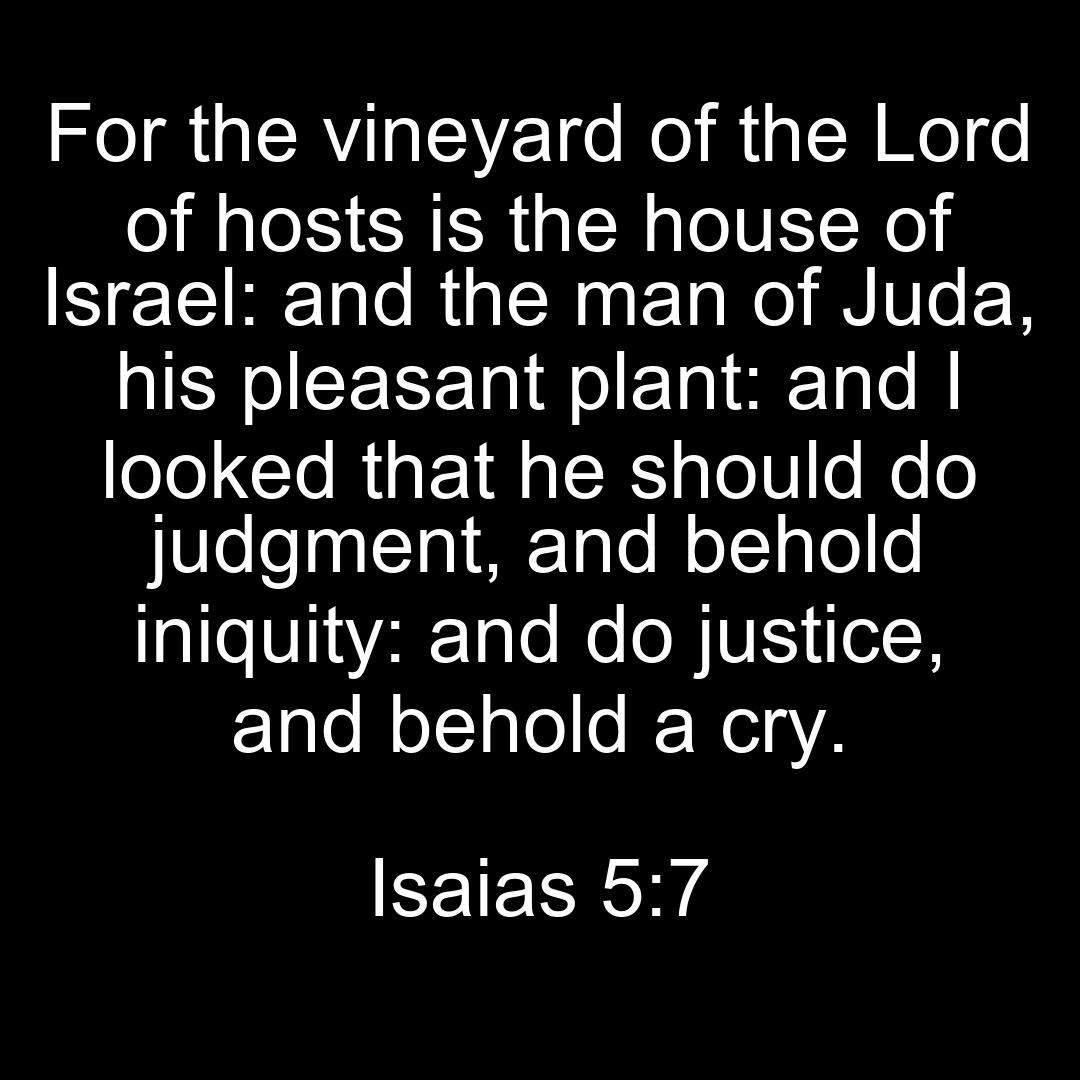 For the vineyard of the Lord
of hosts is the house of
Israel: and the man of Juda,
his pleasant plant: and I
looked that he should do
judgment, and behold
iniquity: and do justice,
and behold a cry.
Isaias 5:7